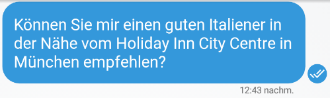 Können Sie mir einen guten Italiener in
der Nähe vom Holiday Inn City Centre in
München empfehlen?
12:43 nachm.